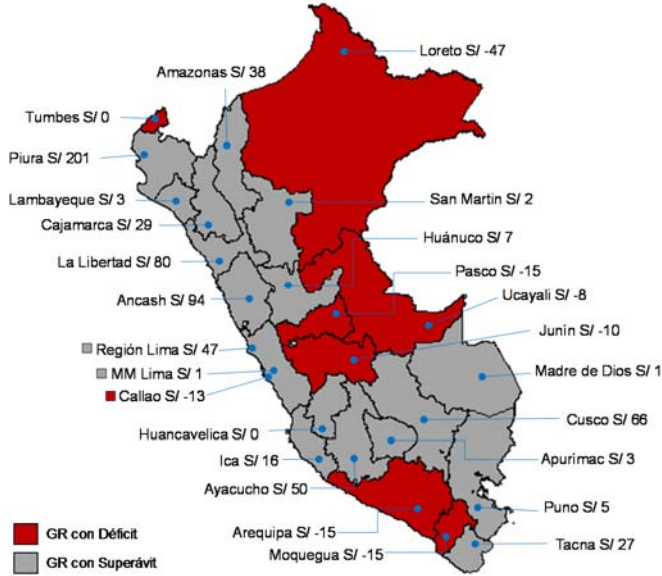 Loreto S/ -47
Amazonas S/ 38
Tumbes S/ 0
Piura S/ 201
Lambayeque S/ 3
San Martin S/ 2
Cajamarca S/ 29
Huánuco S/ 7
La Libertad S/ 80
Pasco S/ -15
Ancash S/ 94
Ucayali S/ -8
Junín S/ -10
Región Lima S/ 47
MM Lima S/ 1
Madre de Dios S/ 1
Callao S/ -13
Cusco S/ 66
Huancavelica S/ 0
Ica S/ 16
Apurímac S/ 3
Ayacucho S/ 50
Puno S/ 5
GR con Déficit
Arequipa S/ -15
Tacna S/ 27
Moquegua S/ -15
GR con Superávit